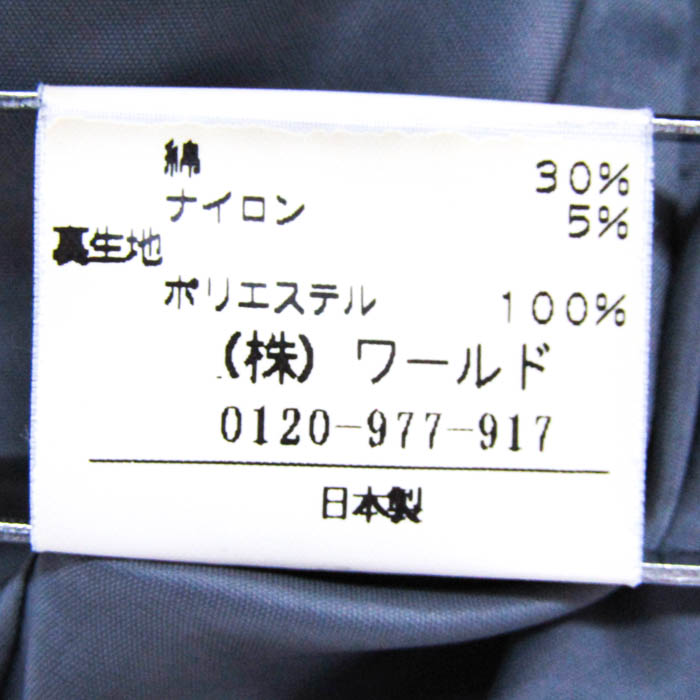 綿 30%
ナイロン 5%
裏生地
ポリエステル 100%
(株) ワールド
0120-977-917
日本製